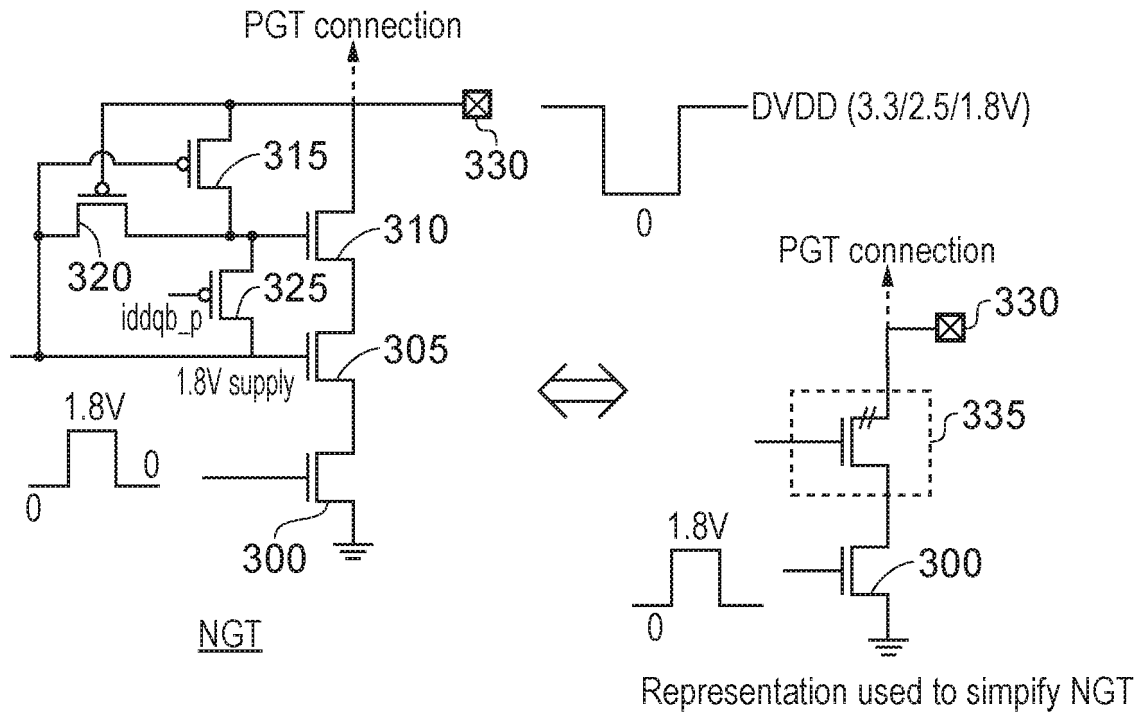 PGT connection
315
330
DVDD (3.3/2.5/1.8V)
0
310
320
325
iddqb_p
305
1.8V supply
1.8V
0
0
300
NGT
PGT connection
330
335
1.8V
0
300
Representation used to simpify NGT